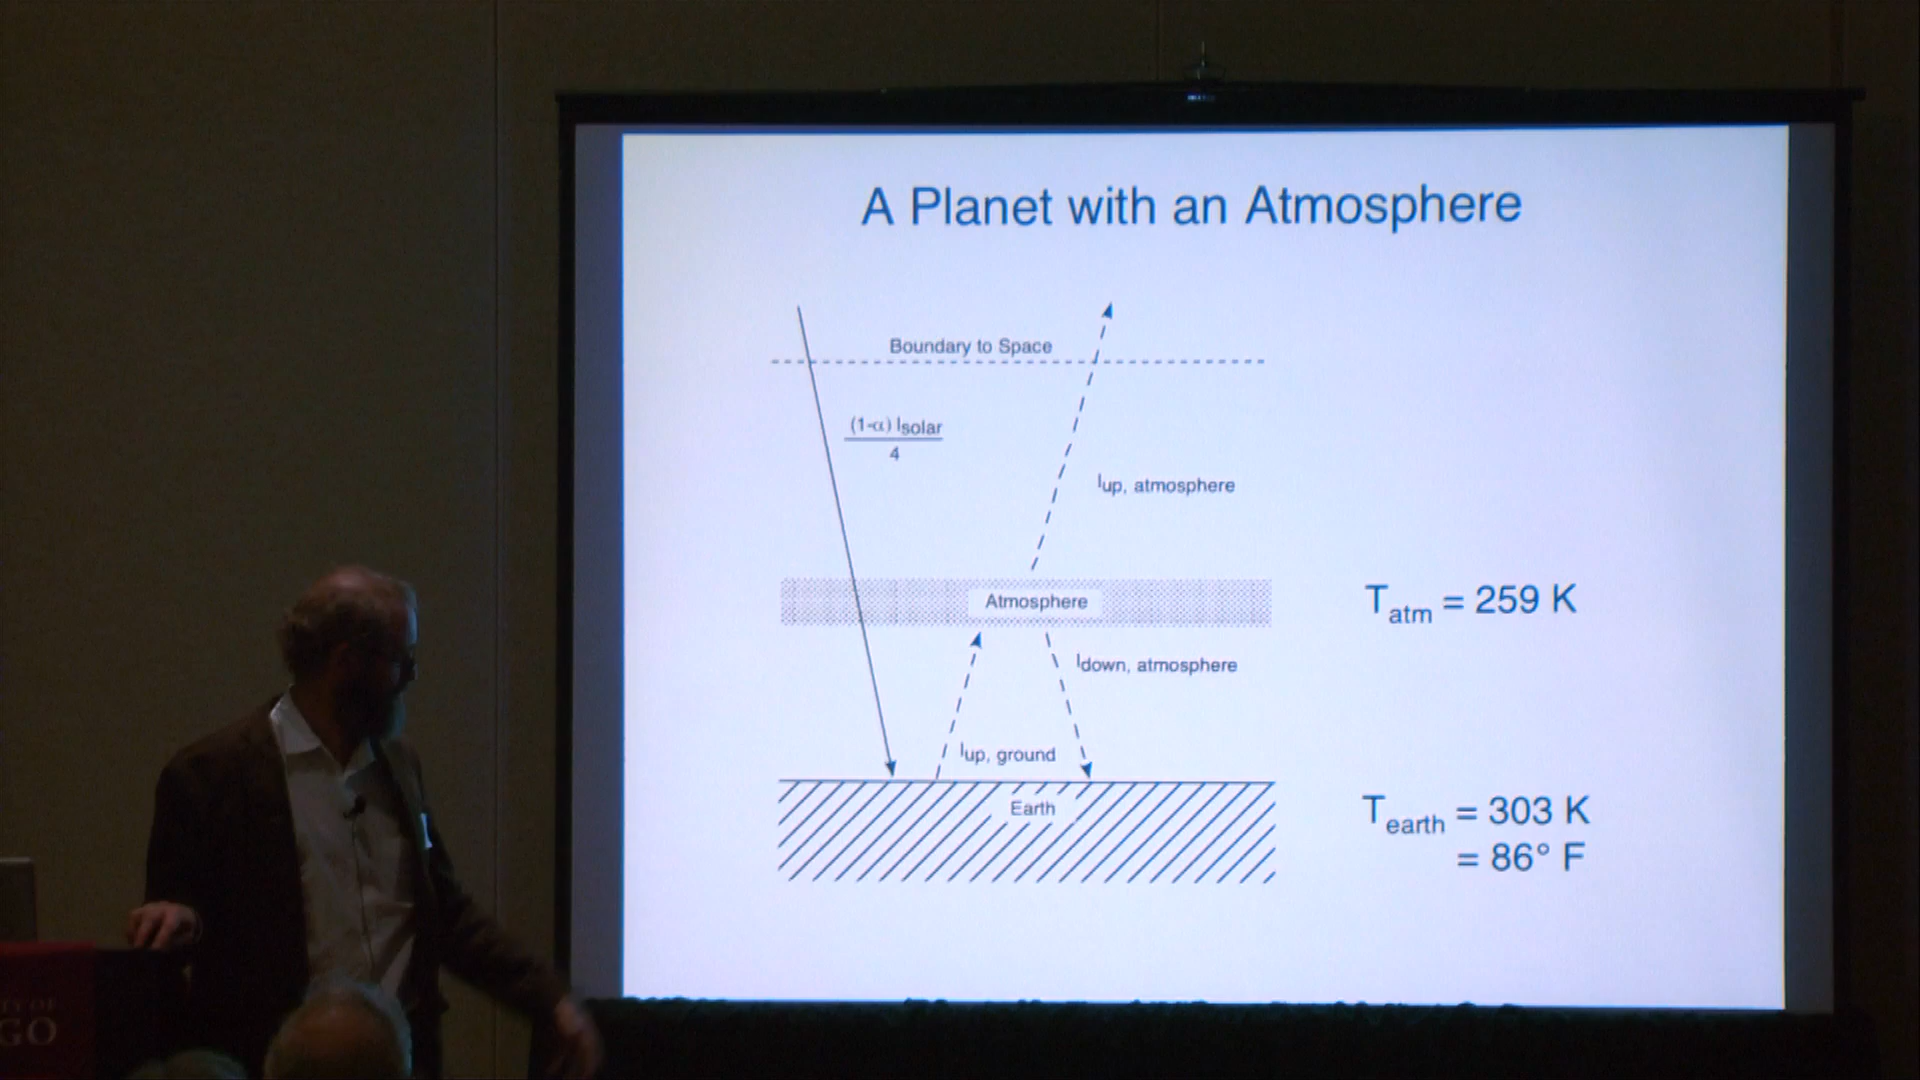 A Planet with an Atmosphere
Boundary to Space
(1-α) Isolar
4
Iup, atmosphere
Atmosphere
Tatm = 259 K
Idown, atmosphere
Iup, ground
Earth
Tearth = 303 K
= 86° F